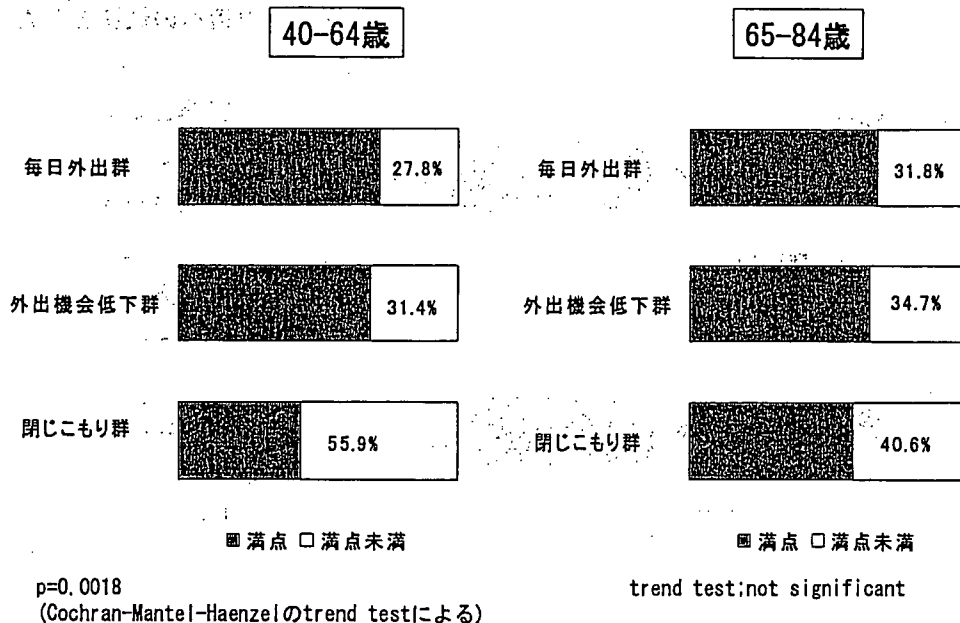 40-64歳
毎日外出群
27.8%
外出機会低下群
31.4%
閉じこもり群
55.9%
満点 満点未満
p=0.0018
(Cochran-Mantel-Haenzelのtrend testによる)
65-84歳
毎日外出群
31.8%
外出機会低下群
34.7%
閉じこもり群
40.6%
満点 満点未満
trend test;not significant